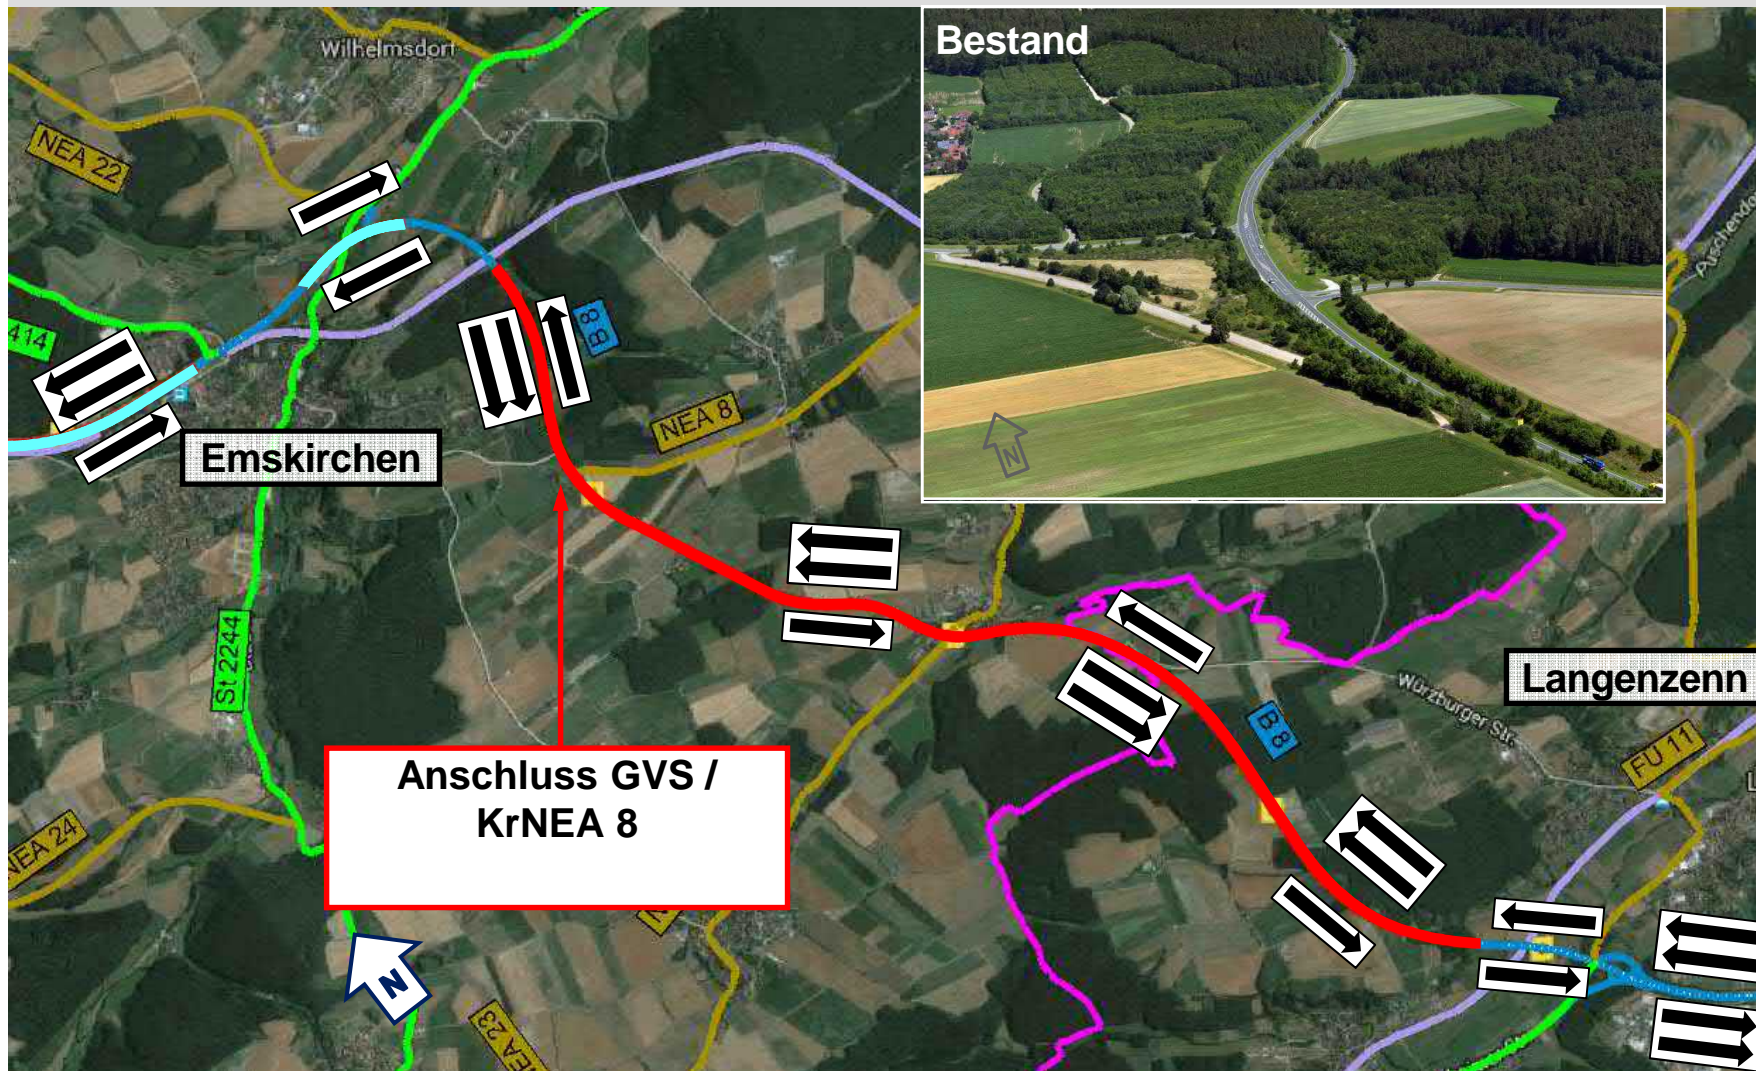 Wilhelmsdorf
Bestand
NEA 22
N
414
B 8
NEA 8
Emskirchen
St 2244
Langenzenn
Würzburger Str.
B 8
FU 11
Anschluss GVS /
KrNEA 8
NEA 24
N
NEA 23